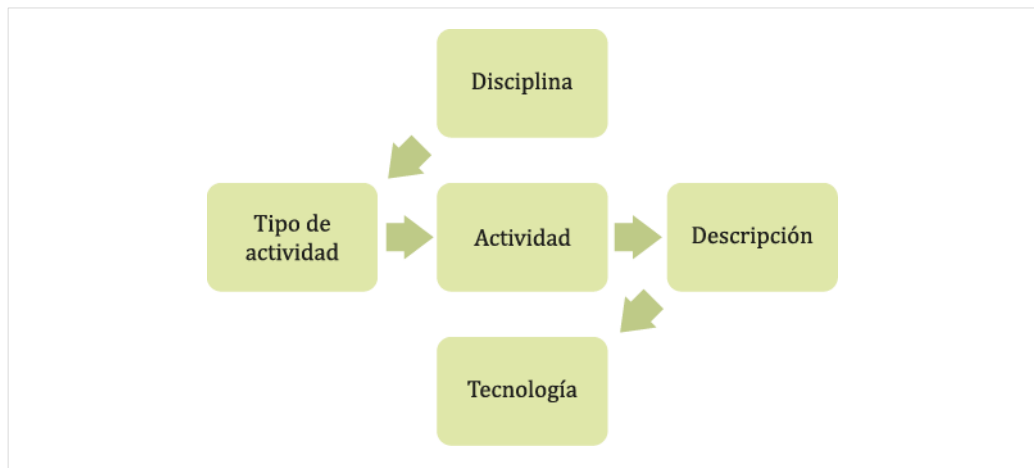 Disciplina
Tipo de
actividad
Actividad
Descripción
Tecnología